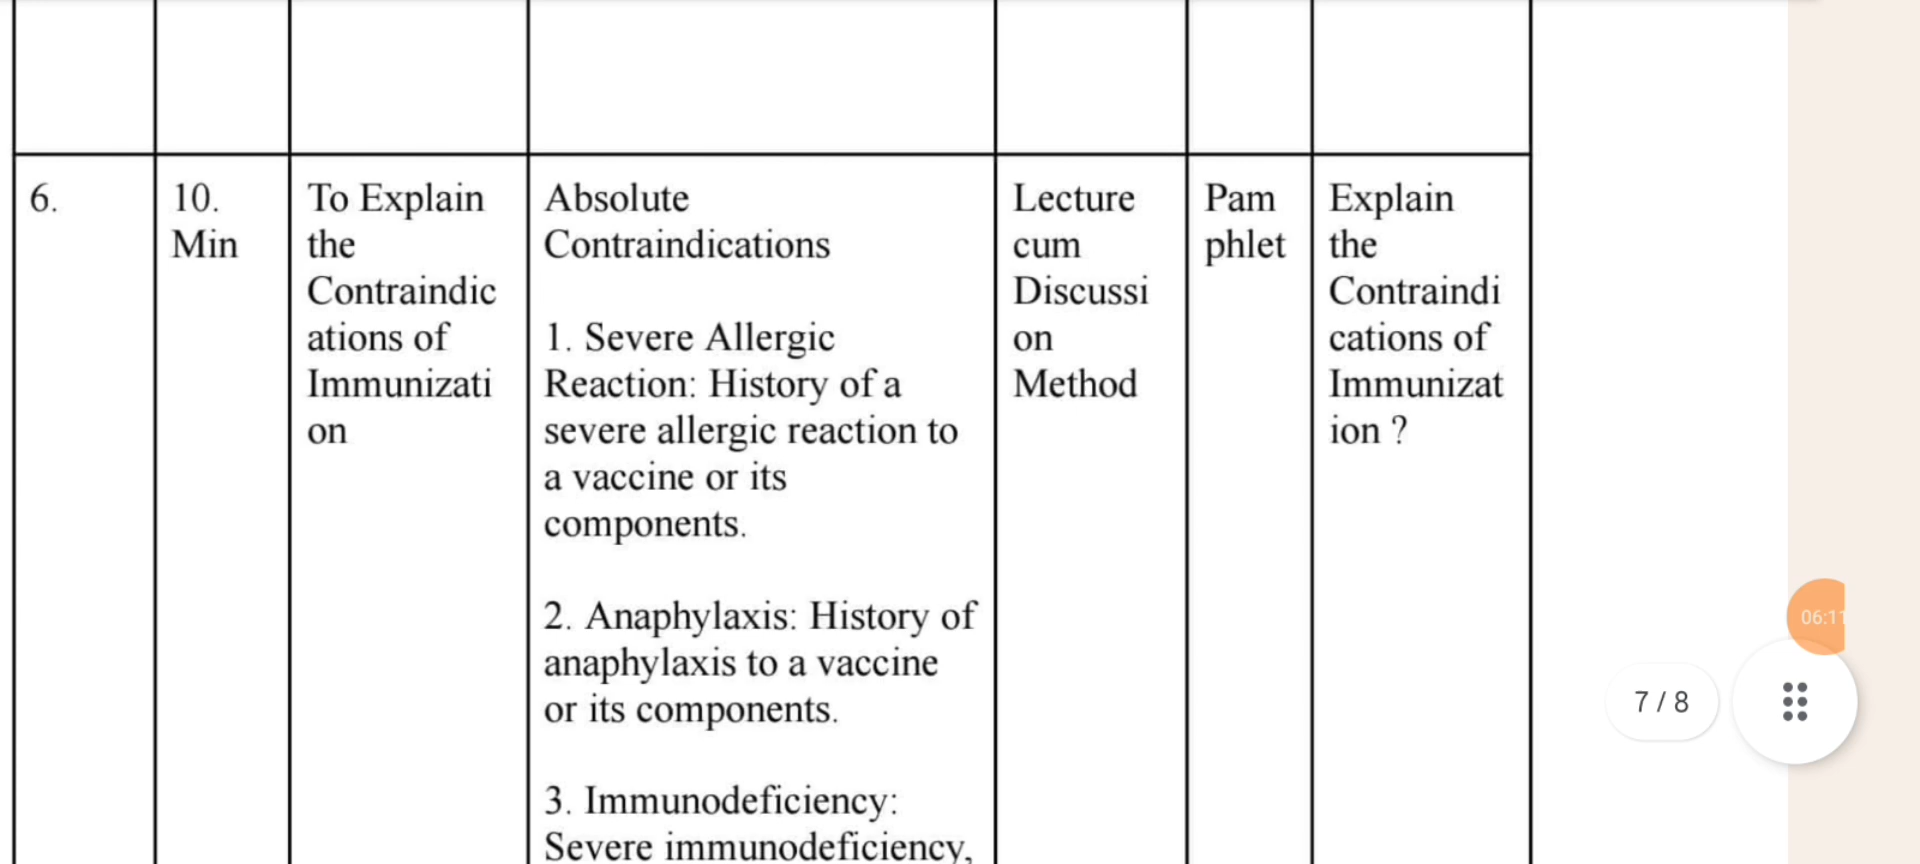 6.
10.
Min
To Explain
the
Contraindic
ations of
Immunizati
on
Absolute
Contraindications
1. Severe Allergic
Reaction: History of a
severe allergic reaction to
a vaccine or its
components.
2. Anaphylaxis: History of
anaphylaxis to a vaccine
or its components.
3. Immunodeficiency:
Severe immunodeficiency,
Lecture
cum
Discussi
on
Method
Pam
phlet
Explain
the
Contraindi
cations of
Immunizat
ion ?
06:11
7 / 8